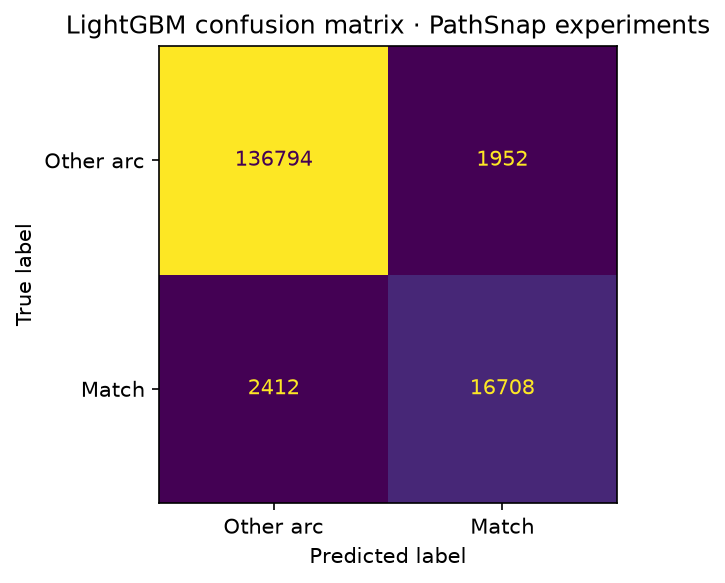 LightGBM confusion matrix · PathSnap experiments
Other arc
136794
1952
True label
Match
2412
16708
Other arc
Match
Predicted label